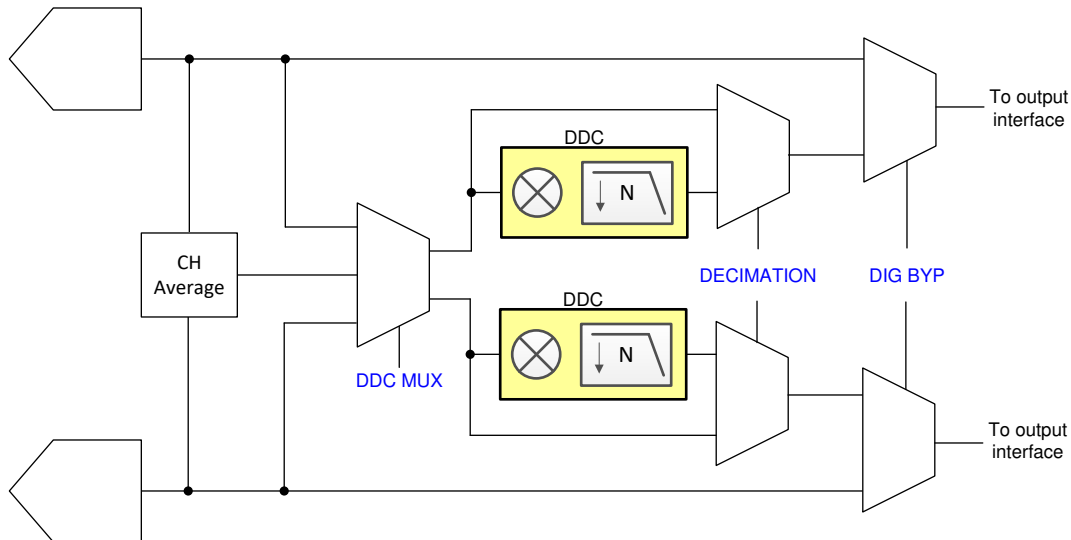 To output
interface
DDC
N
CH
Average
DECIMATION
DIG BYP
DDC
N
DDC MUX
To output
interface